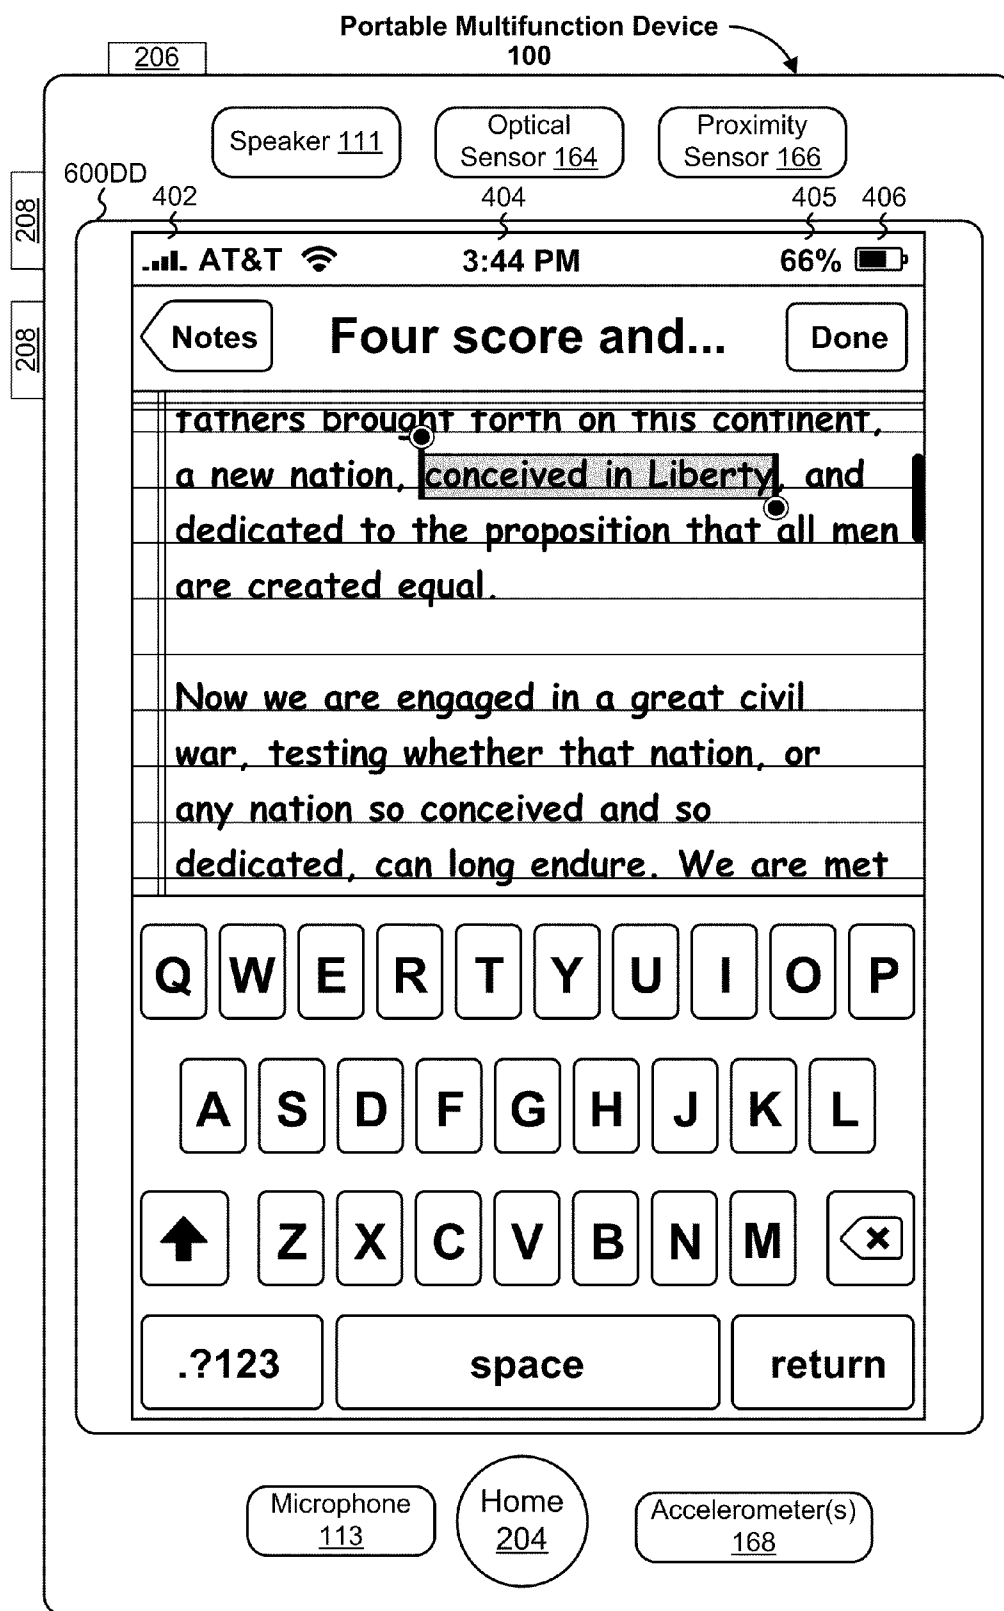 Portable Multifunction Device
100
206
Speaker 111
Optical
Sensor 164
Proximity
Sensor 166
600DD
402
404
405
406
208
208
AT&T
3:44 PM
66%
Notes
Four score and...
Done
fathers brought forth on this continent,
a new nation, conceived in Liberty, and
dedicated to the proposition that all men
are created equal.
Now we are engaged in a great civil
war, testing whether that nation, or
any nation so conceived and so
dedicated, can long endure. We are met
Q W E R T Y U I O P
A S D F G H J K L
Z X C V B N M
.?123
space
return
Microphone
113
Home
204
Accelerometer(s)
168